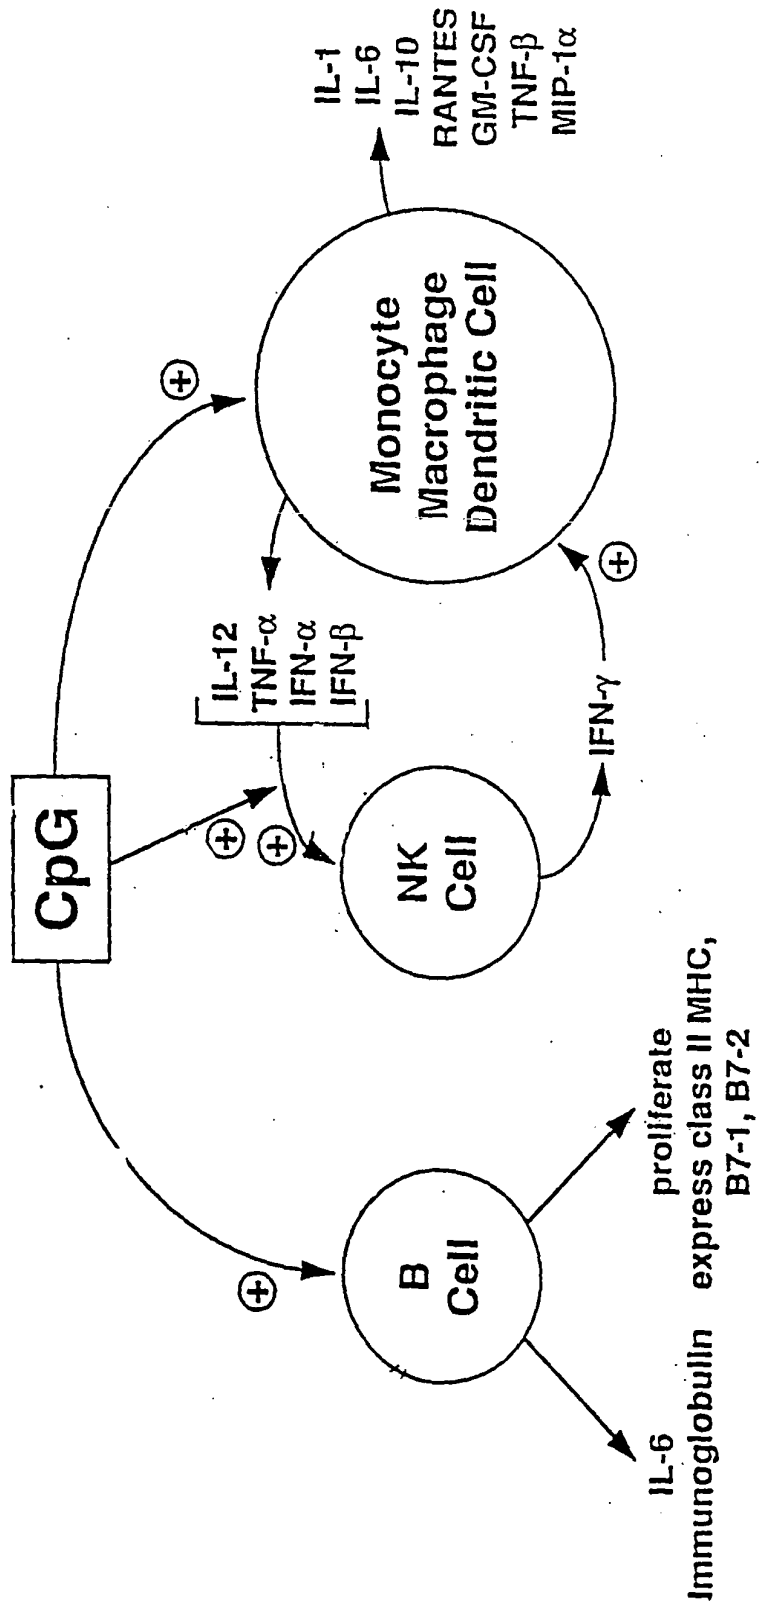 CpG
⊕
⊕
⊕
⊕
IL-12
TNF-α
IFN-α
IFN-β
IL-1
IL-6
IL-10
RANTES
GM-CSF
TNF-β
MIP-1α
B
Cell
NK
Cell
Monocyte
Macrophage
Dendritic Cell
⊕
IFN-γ
IL-6
Immunoglobulin
proliferate
express class II MHC,
B7-1, B7-2